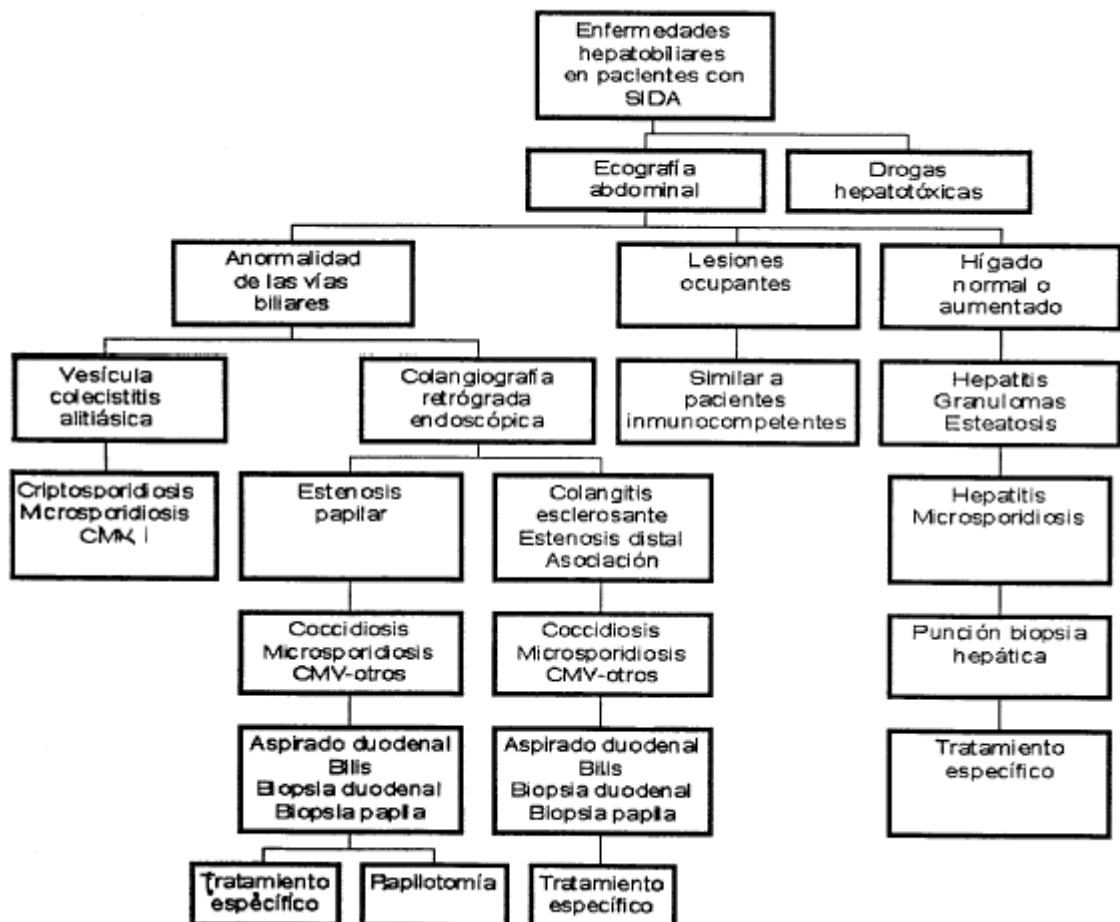 Enfermedades
hepatobiliares
en pacientes con
SIDA
Ecografía
abdominal
Drogas
hepatotóxicas
Anormalidad
de las vías
biliares
Lesiones
ocupantes
Hígado
normal o
aumentado
Vesícula
colecistitis
alitiásica
Colangiografía
retrógrada
endoscópica
Similar a
pacientes
inmunocompetentes
Hepatitis
Granulomas
Esteatosis
Criptosporidiosis
Microsporidiosis
Estenosis
papilar
Colangitis
esclerosante
Estenosis distal
Asociación
Hepatitis
Microsporidiosis
Coccidiosis
Microsporidiosis
CMV-otros
Coccidiosis
Microsporidiosis
CMV-otros
Punción biopsia
hepática
Aspirado duodenal
Bilis
Biopsia duodenal
Biopsia papila
Aspirado duodenal
Bilis
Biopsia duodenal
Biopsia papila
Tratamiento
específico
Tratamiento
específico
Papilotomía
Tratamiento
específico